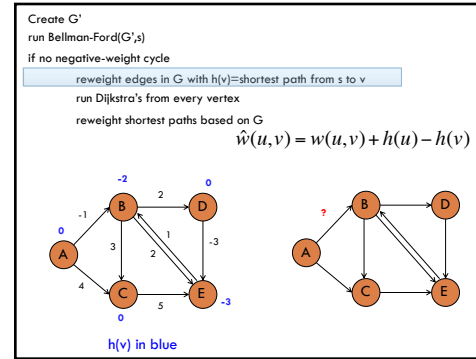 Create G’
run Bellman-Ford(G’,s)
if no negative-weight cycle
reweight edges in G with h(v)=shortest path from s to v
run Dijkstra’s from every vertex
reweight shortest paths based on G
ŵ(u,v) = w(u,v) + h(u) − h(v)
-2
0
B
2
D
-1
0
A
3
1
2
-3
4
C
5
E
-3
0
h(v) in blue
?
B
D
A
C
E